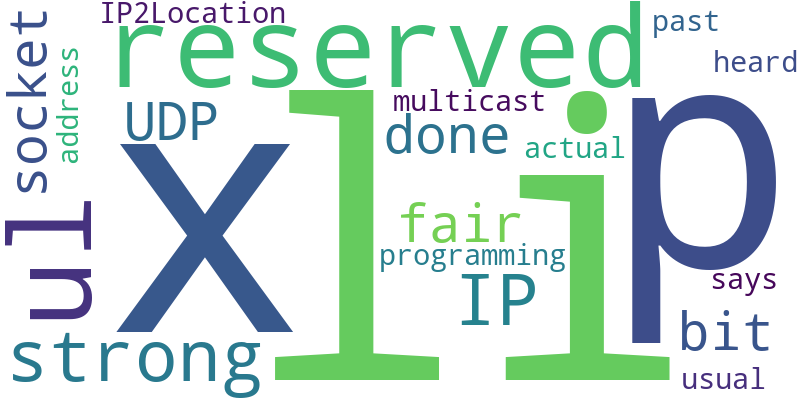 IP2Location
reserved
past
heard
socket
address
UDP
multicast
done
actual
x
l
i
p
ul
fair
programming
IP
says
bit
strong
usual